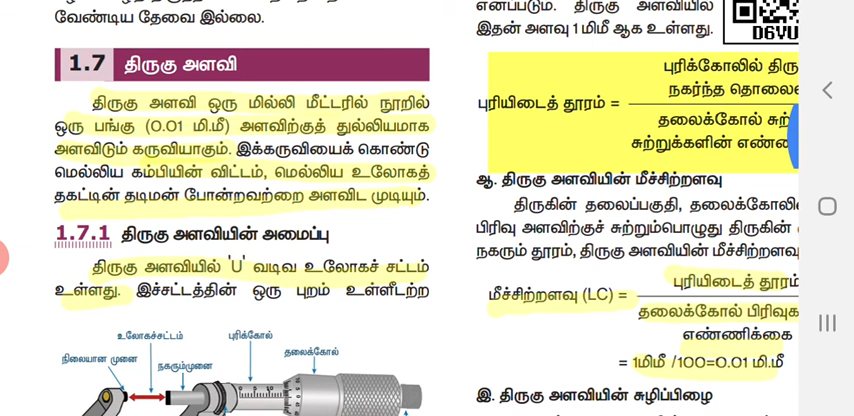 வேண்டிய தேவை இல்லை.
1.7 திருகு அளவி
திருகு அளவி ஒரு மில்லி மீட்டரில் நூறில்
ஒரு பங்கு (0.01 மி.மீ) அளவிற்குத் துல்லியமாக
அளவிடும் கருவியாகும். இக்கருவியைக் கொண்டு
மெல்லிய கம்பியின் விட்டம், மெல்லிய உலோகத்
தகட்டின் தடிமன் போன்றவற்றை அளவிட முடியும்.
1.7.1 திருகு அளவியின் அமைப்பு
திருகு அளவியில் 'U' வடிவ உலோகச் சட்டம்
உள்ளது. இச்சட்டத்தின் ஒரு புறம் உள்ளீடற்ற
உலோகச்சட்டம்
புரிக்கோல்
நிலையான முனை
நகரும்முனை
தலைக்கோல்
எனப்படும். திருகு அளவியில்
இதன் அளவு 1 மிமீ ஆக உள்ளது.
D6VU
புரிக்கோலில்
நகர்ந்த
புரியிடைத் தூரம் =
தலைக்கோல்
சுற்றுக்களின்
ஆ. திருகு அளவியின் மீச்சிற்றளவு
திருகின் தலைப்பகுதி,
பிரிவு அளவிற்குச் சுற்றும்பொழுது திருகின்
நகரும் தூரம், திருகு அளவியின் மீச்சிற்றளவு
புரியிடைத் தூரம்
மீச்சிற்றளவு (LC) =
தலைக்கோல்
எண்ணிக்கை
= 1மிமீ /100=0.01 மி.மீ
இ. திருகு அளவியின் சுழிப்பிழை